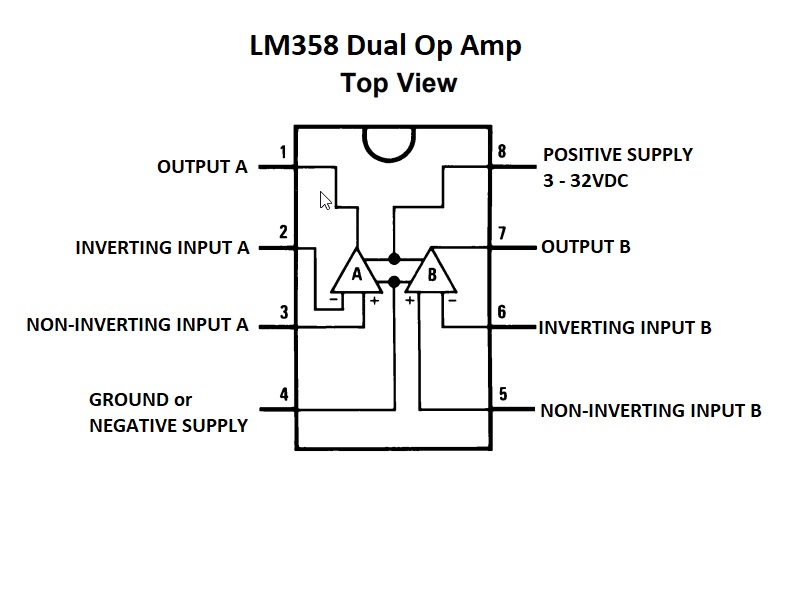 LM358 Dual Op Amp
Top View
1
OUTPUT A
8
POSITIVE SUPPLY
3 - 32VDC
2
INVERTING INPUT A
7
OUTPUT B
A
B
- +
+ -
3
NON-INVERTING INPUT A
6
INVERTING INPUT B
4
GROUND or
NEGATIVE SUPPLY
5
NON-INVERTING INPUT B